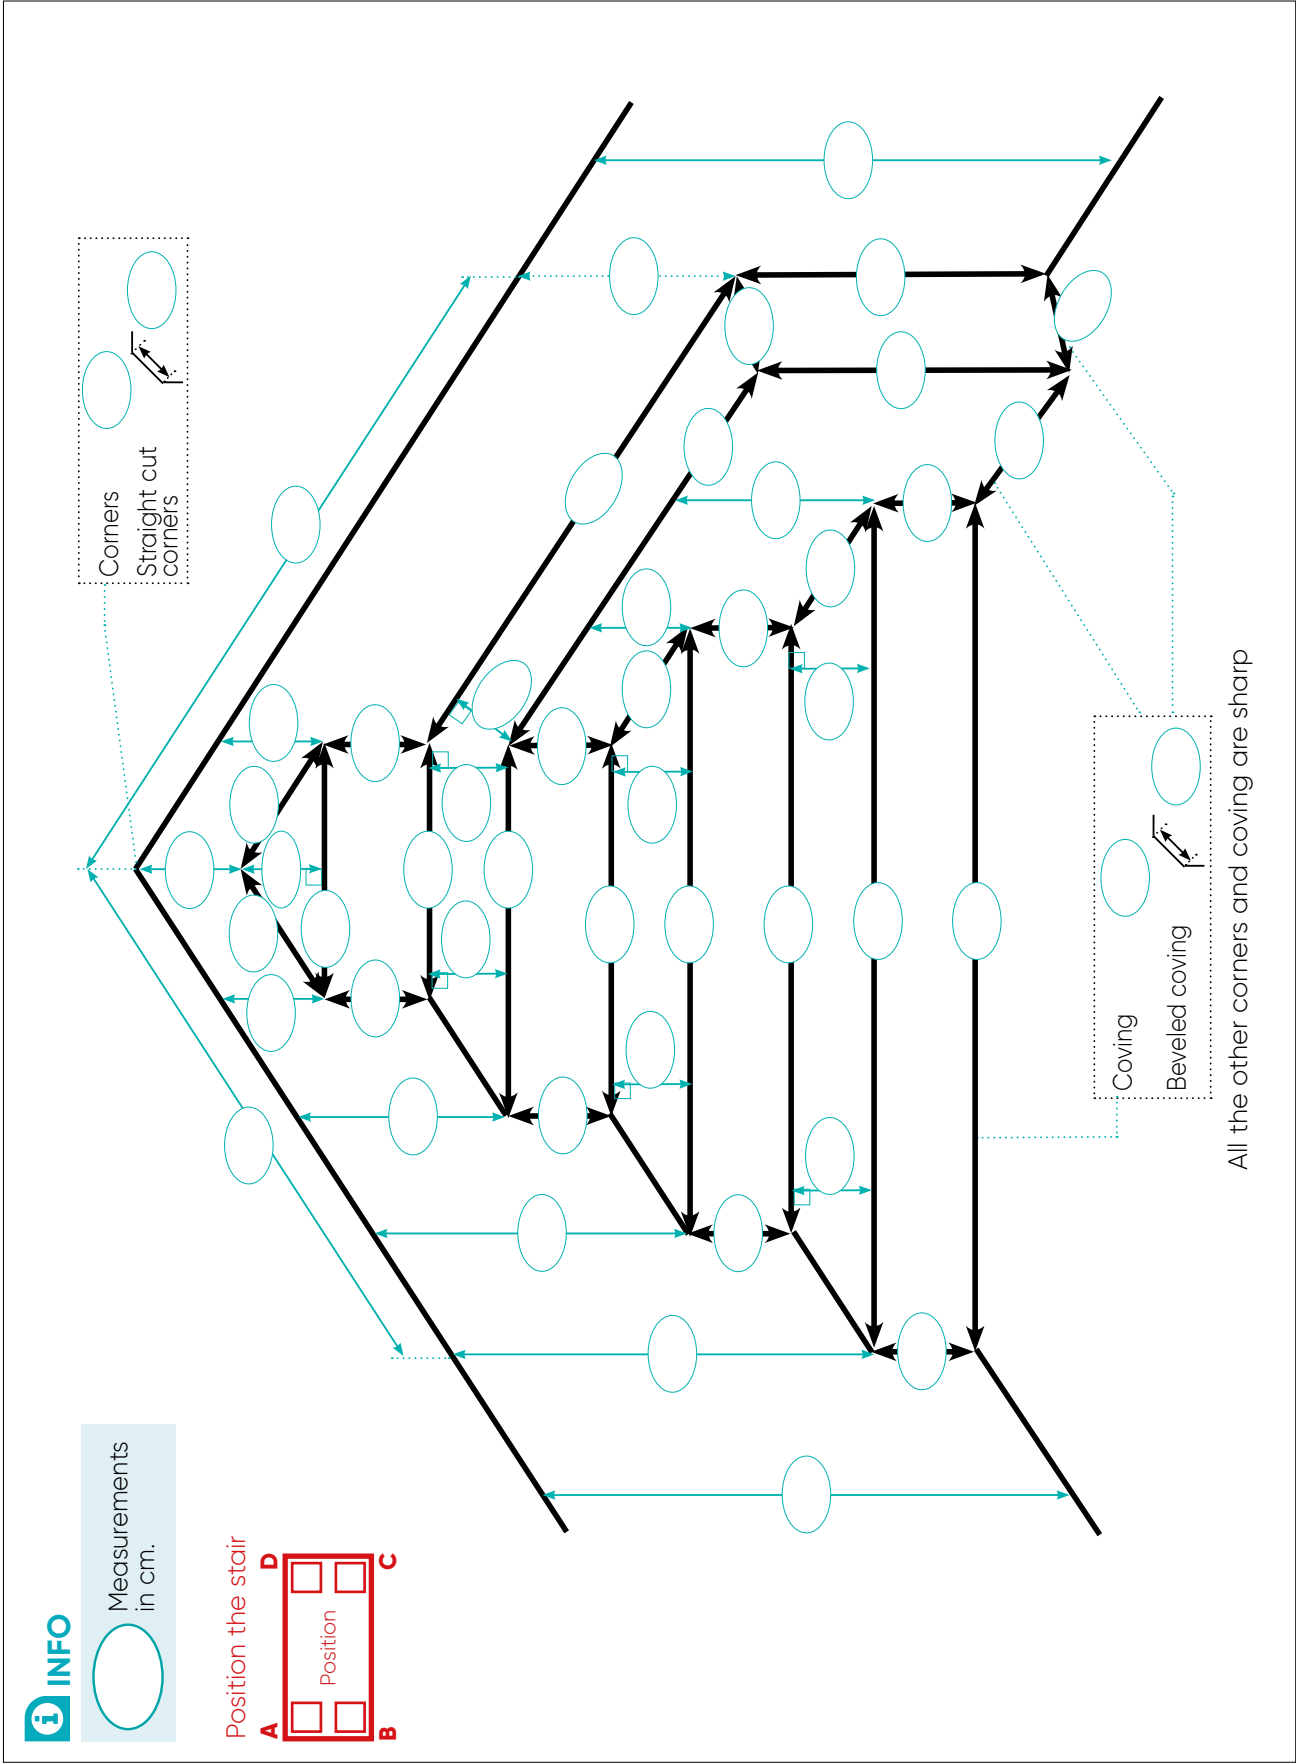 INFO
Measurements
in cm.
Position the stair
A
D
Position
B
C
Corners
Straight cut
corners
Coving
Beveled coving
All the other corners and coving are sharp